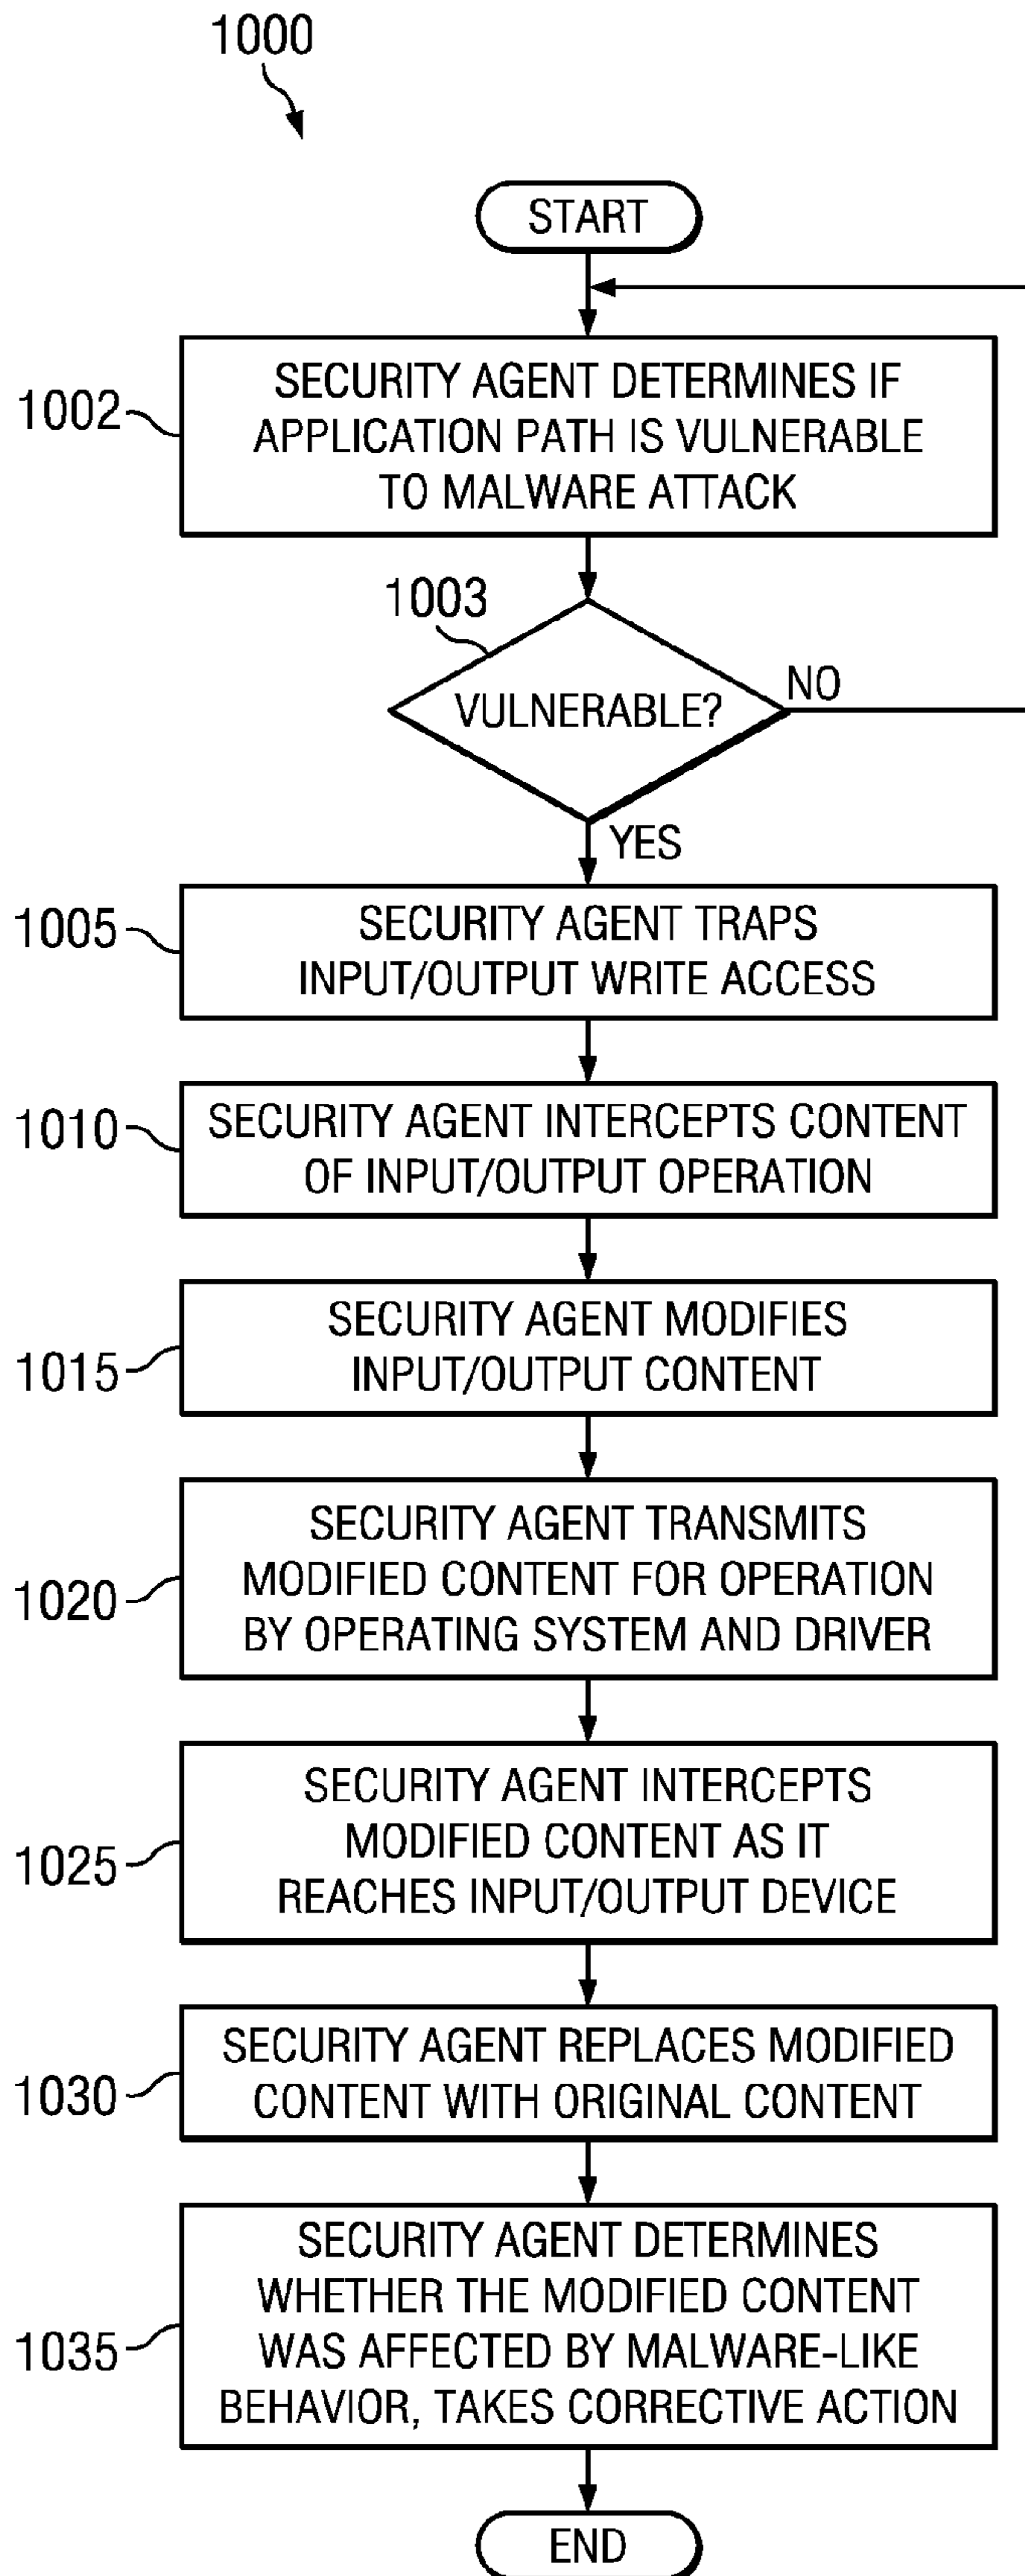 1000
START
1002
SECURITY AGENT DETERMINES IF
APPLICATION PATH IS VULNERABLE
TO MALWARE ATTACK
1003
VULNERABLE?
NO
YES
1005
SECURITY AGENT TRAPS
INPUT/OUTPUT WRITE ACCESS
1010
SECURITY AGENT INTERCEPTS CONTENT
OF INPUT/OUTPUT OPERATION
1015
SECURITY AGENT MODIFIES
INPUT/OUTPUT CONTENT
1020
SECURITY AGENT TRANSMITS
MODIFIED CONTENT FOR OPERATION
BY OPERATING SYSTEM AND DRIVER
1025
SECURITY AGENT INTERCEPTS
MODIFIED CONTENT AS IT
REACHES INPUT/OUTPUT DEVICE
1030
SECURITY AGENT REPLACES MODIFIED
CONTENT WITH ORIGINAL CONTENT
1035
SECURITY AGENT DETERMINES
WHETHER THE MODIFIED CONTENT
WAS AFFECTED BY MALWARE-LIKE
BEHAVIOR, TAKES CORRECTIVE ACTION
END